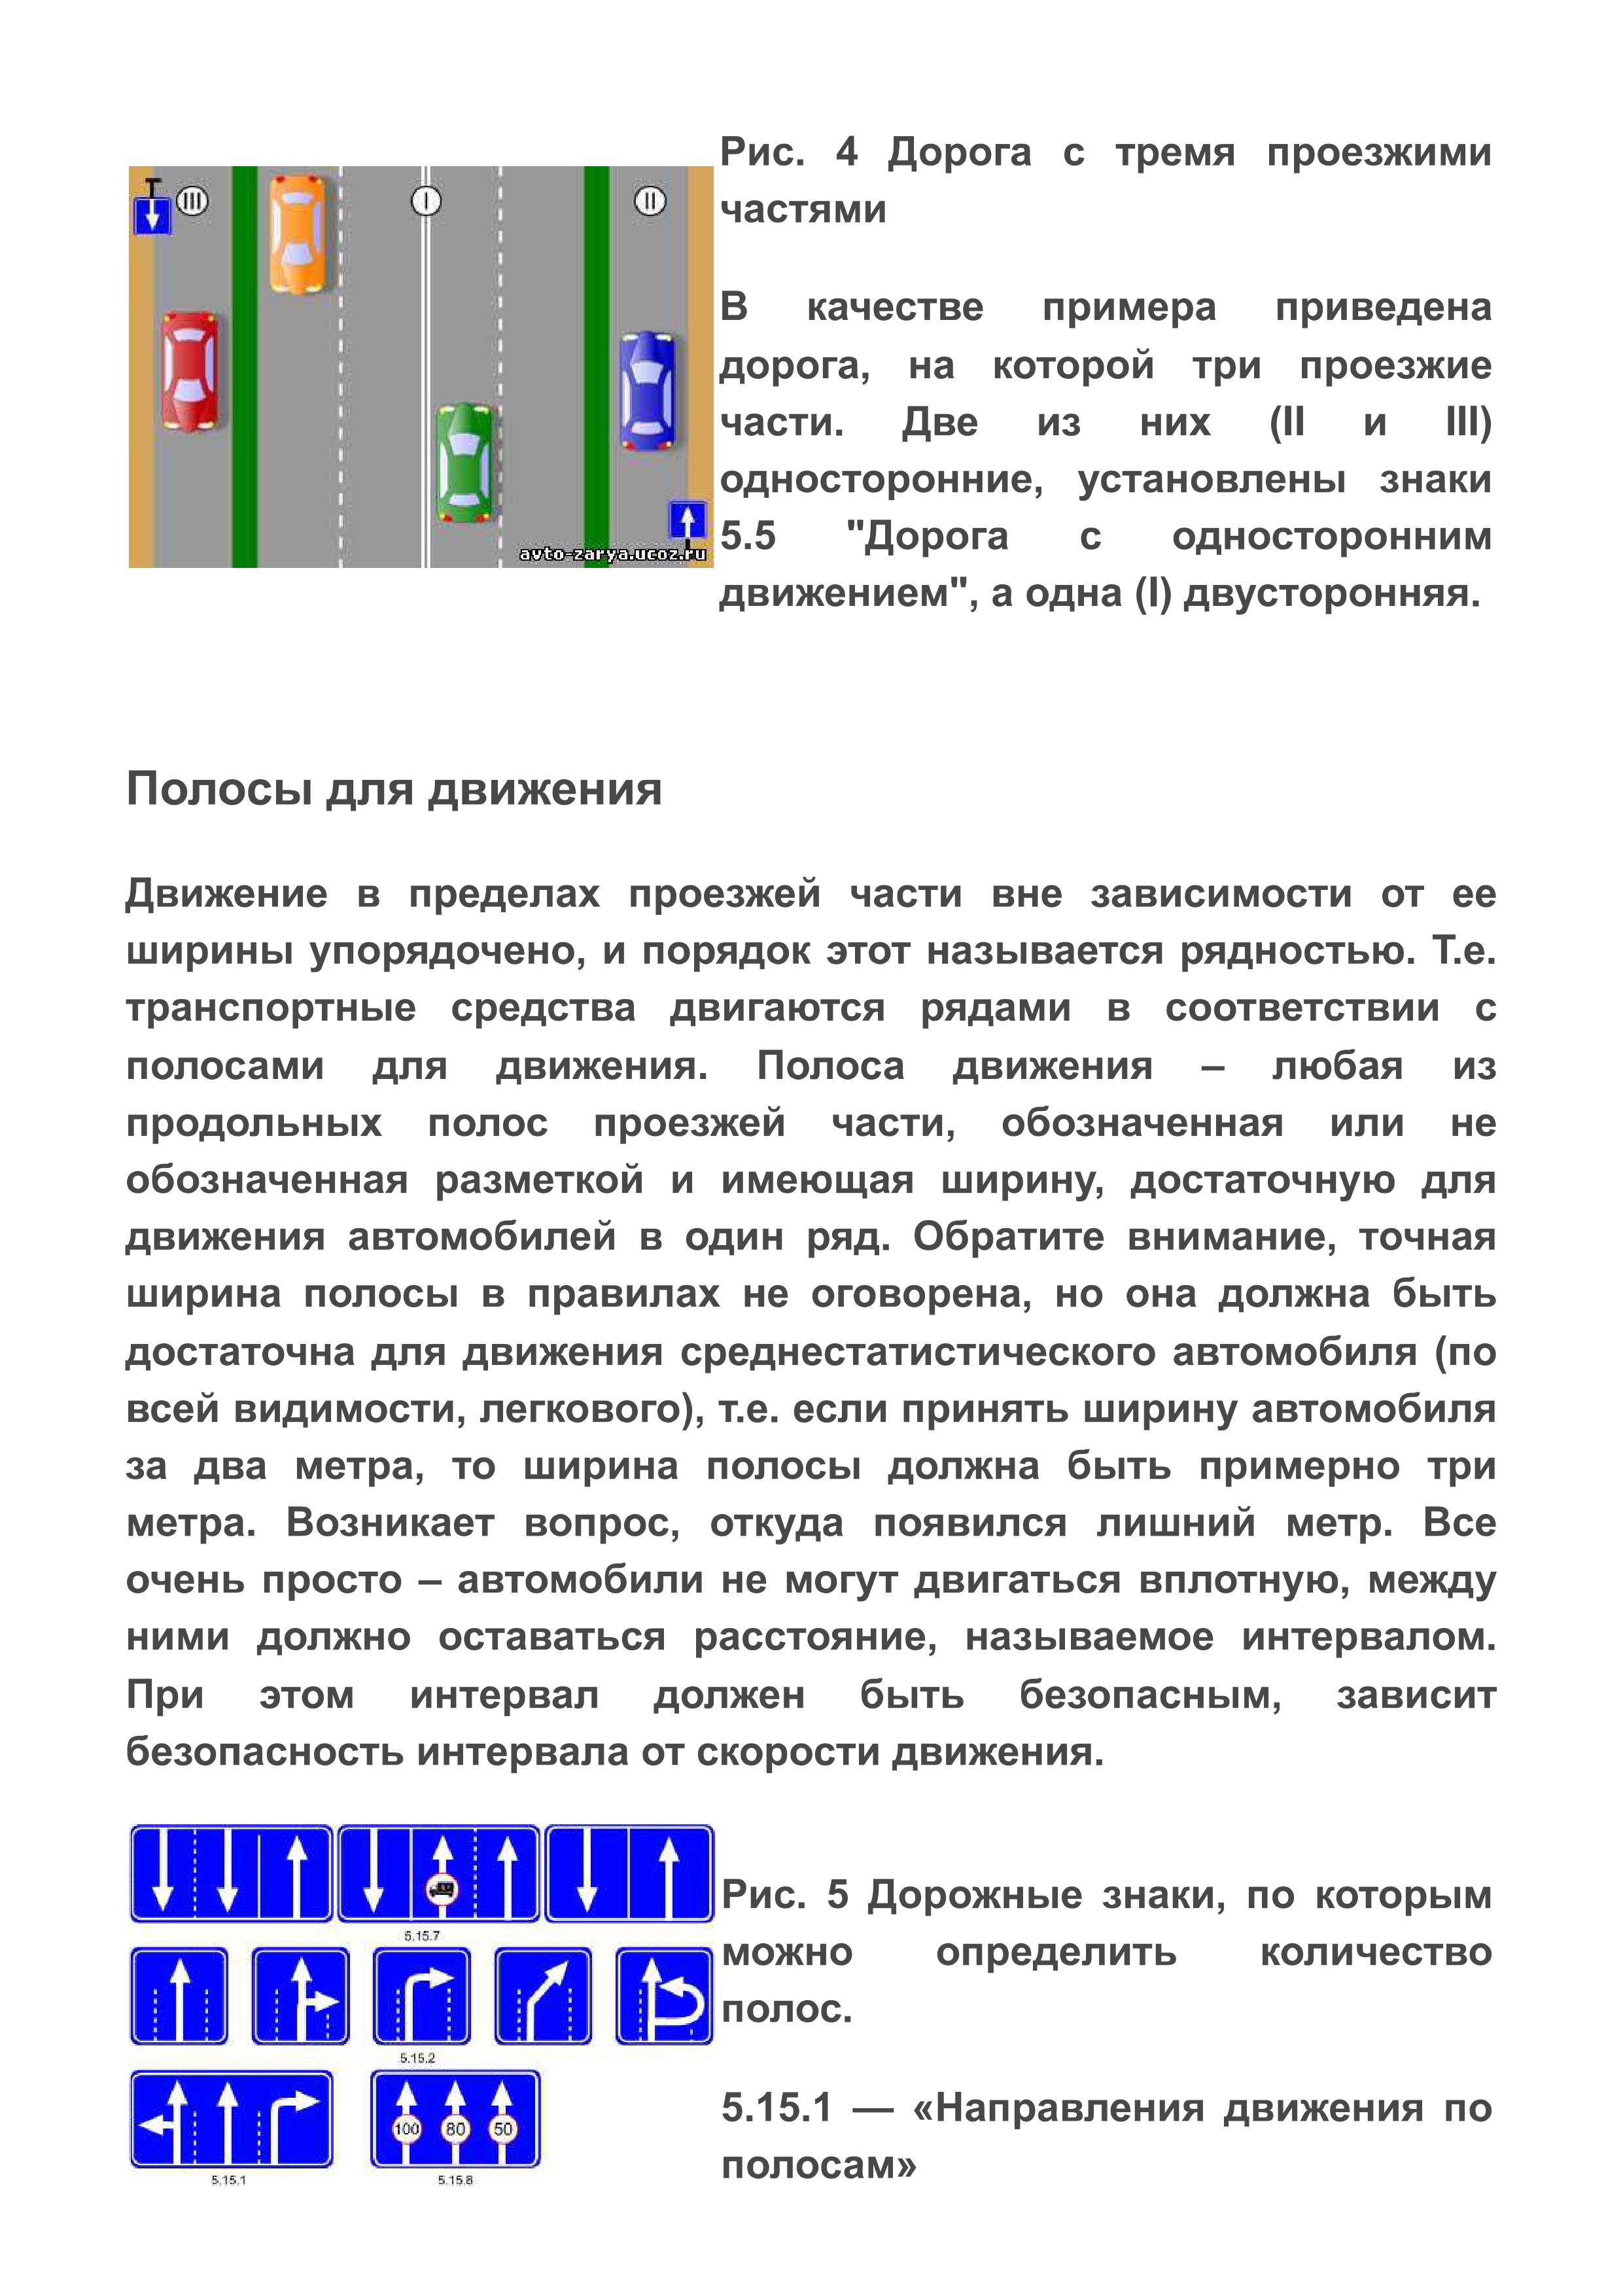 Рис. 4 Дорога с тремя проезжими
частями
III
I
II
avto-zarya.ucoz.ru
В качестве примера приведена
дорога, на которой три проезжие
части. Две из них (II и III)
односторонние, установлены знаки
5.5 "Дорога с односторонним
движением", а одна (I) двусторонняя.
Полосы для движения
Движение в пределах проезжей части вне зависимости от ее
ширины упорядочено, и порядок этот называется рядностью. Т.е.
транспортные средства двигаются рядами в соответствии с
полосами для движения. Полоса движения – любая из
продольных полос проезжей части, обозначенная или не
обозначенная разметкой и имеющая ширину, достаточную для
движения автомобилей в один ряд. Обратите внимание, точная
ширина полосы в правилах не оговорена, но она должна быть
достаточна для движения среднестатистического автомобиля (по
всей видимости, легкового), т.е. если принять ширину автомобиля
за два метра, то ширина полосы должна быть примерно три
метра. Возникает вопрос, откуда появился лишний метр. Все
очень просто – автомобили не могут двигаться вплотную, между
ними должно оставаться расстояние, называемое интервалом.
При этом интервал должен быть безопасным, зависит
безопасность интервала от скорости движения.
5.15.7
5.15.2
100 80 50
5.15.1 5.15.8
Рис. 5 Дорожные знаки, по которым
можно определить количество
полос.
5.15.1 — «Направления движения по
полосам»